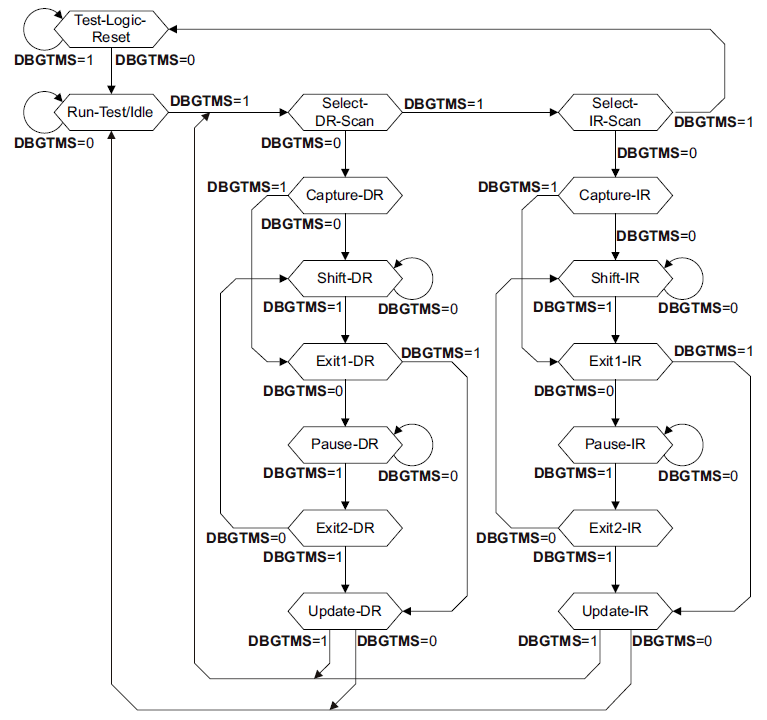 Test-Logic-
Reset
DBGTMS=1
DBGTMS=0
Run-Test/Idle
DBGTMS=0
DBGTMS=1
Select-
DR-Scan
DBGTMS=1
DBGTMS=0
Select-
IR-Scan
DBGTMS=1
DBGTMS=0
DBGTMS=1
Capture-DR
DBGTMS=0
DBGTMS=1
Capture-IR
DBGTMS=0
Shift-DR
DBGTMS=1
DBGTMS=0
Shift-IR
DBGTMS=1
DBGTMS=0
Exit1-DR
DBGTMS=1
DBGTMS=0
Exit1-IR
DBGTMS=1
DBGTMS=0
Pause-DR
DBGTMS=1
DBGTMS=0
Pause-IR
DBGTMS=1
DBGTMS=0
Exit2-DR
DBGTMS=0
DBGTMS=1
Exit2-IR
DBGTMS=0
DBGTMS=1
Update-DR
DBGTMS=1
DBGTMS=0
Update-IR
DBGTMS=1
DBGTMS=0